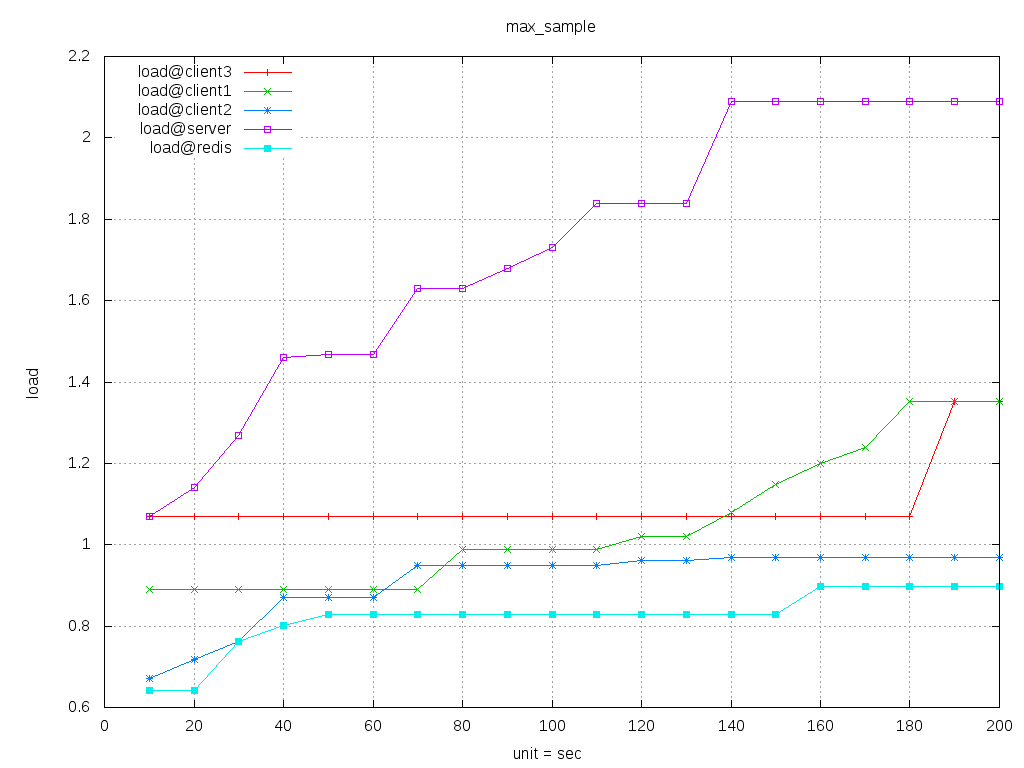 max_sample
2.2
load@client3
load@client1
load@client2
load@server
load@redis
2
1.8
1.6
1.4
1.2
1
0.8
0.6
load
0 20 40 60 80 100 120 140 160 180 200
unit = sec